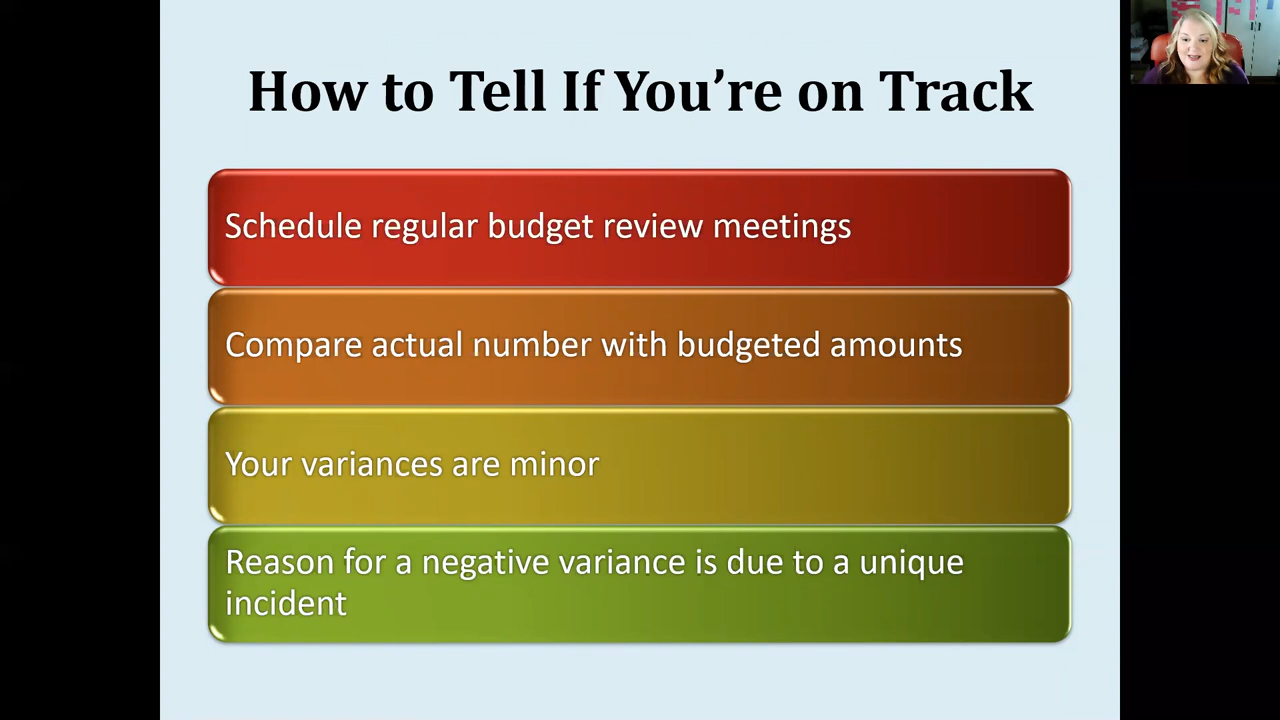 How to Tell If You’re on Track
Schedule regular budget review meetings
Compare actual number with budgeted amounts
Your variances are minor
Reason for a negative variance is due to a unique
incident